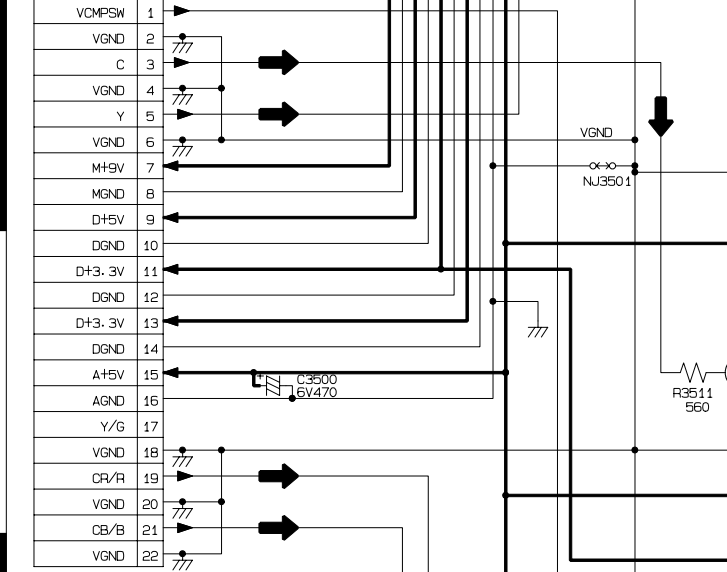 VCMPSW 1
VGND 2
C 3
VGND 4
Y 5
VGND 6
VGND
M+9V 7
NJ3501
MGND 8
D+5V 9
DGND 10
D+3.3V 11
DGND 12
D+3.3V 13
DGND 14
A+5V 15
+ C3500
6V470
R3511
560
AGND 16
Y/G 17
VGND 18
CR/R 19
VGND 20
CB/B 21
VGND 22